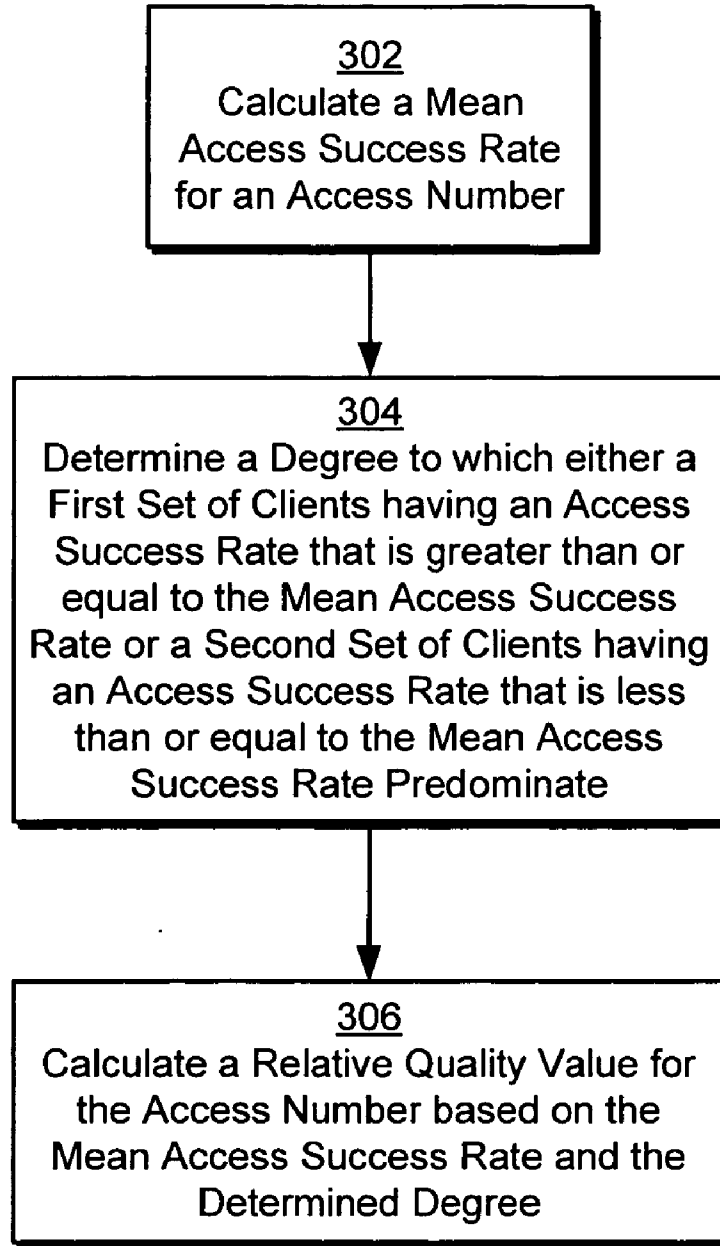 302
Calculate a Mean
Access Success Rate
for an Access Number
304
Determine a Degree to which either a
First Set of Clients having an Access
Success Rate that is greater than or
equal to the Mean Access Success
Rate or a Second Set of Clients having
an Access Success Rate that is less
than or equal to the Mean Access
Success Rate Predominate
306
Calculate a Relative Quality Value for
the Access Number based on the
Mean Access Success Rate and the
Determined Degree